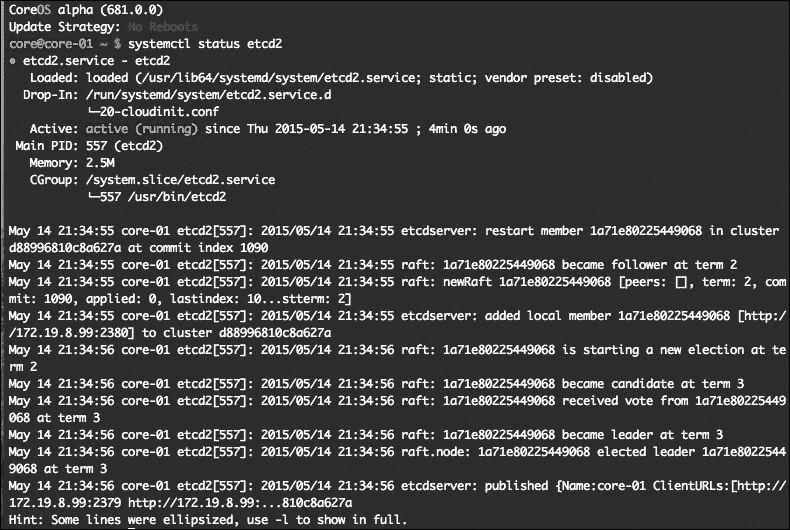 CoreOS alpha (681.0.0)
Update Strategy: No Reboots
core@core-01 ~ $ systemctl status etcd2
● etcd2.service - etcd2
   Loaded: loaded (/usr/lib64/systemd/system/etcd2.service; static; vendor preset: disabled)
  Drop-In: /run/systemd/system/etcd2.service.d
           └─20-cloudinit.conf
   Active: active (running) since Thu 2015-05-14 21:34:55 ; 4min 0s ago
 Main PID: 557 (etcd2)
   Memory: 2.5M
   CGroup: /system.slice/etcd2.service
           └─557 /usr/bin/etcd2

May 14 21:34:55 core-01 etcd2[557]: 2015/05/14 21:34:55 etcdserver: restart member 1a71e80225449068 in cluster
d88996810c8a627a at commit index 1090
May 14 21:34:55 core-01 etcd2[557]: 2015/05/14 21:34:55 raft: 1a71e80225449068 became follower at term 2
May 14 21:34:55 core-01 etcd2[557]: 2015/05/14 21:34:55 raft: newRaft 1a71e80225449068 [peers: [], term: 2, com
mit: 1090, applied: 0, lastindex: 10...stterm: 2]
May 14 21:34:55 core-01 etcd2[557]: 2015/05/14 21:34:55 etcdserver: added local member 1a71e80225449068 [http:/
/172.19.8.99:2380] to cluster d88996810c8a627a
May 14 21:34:56 core-01 etcd2[557]: 2015/05/14 21:34:56 raft: 1a71e80225449068 is starting a new election at te
rm 2
May 14 21:34:56 core-01 etcd2[557]: 2015/05/14 21:34:56 raft: 1a71e80225449068 became candidate at term 3
May 14 21:34:56 core-01 etcd2[557]: 2015/05/14 21:34:56 raft: 1a71e80225449068 received vote from 1a71e80225449
068 at term 3
May 14 21:34:56 core-01 etcd2[557]: 2015/05/14 21:34:56 raft: 1a71e80225449068 became leader at term 3
May 14 21:34:56 core-01 etcd2[557]: 2015/05/14 21:34:56 raft.node: 1a71e80225449068 elected leader 1a71e8022544
9068 at term 3
May 14 21:34:56 core-01 etcd2[557]: 2015/05/14 21:34:56 etcdserver: published {Name:core-01 ClientURLs:[http://
172.19.8.99:2379 http://172.19.8.99:...810c8a627a
Hint: Some lines were ellipsized, use -l to show in full.